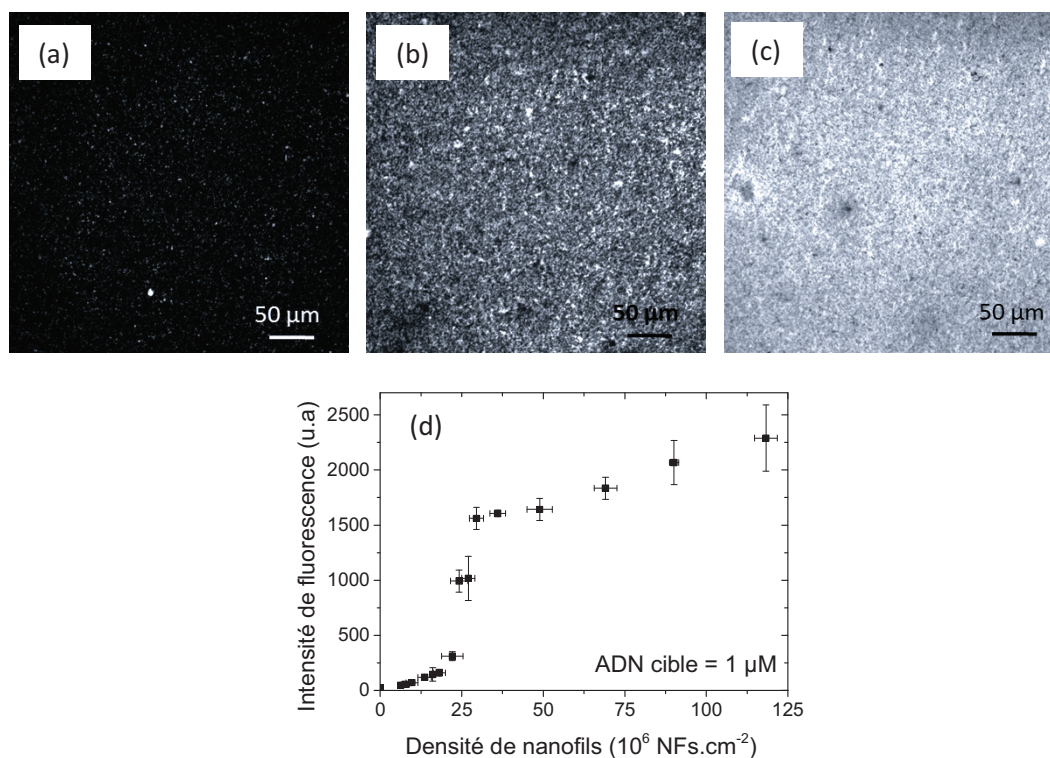 (a)
(b)
(c)
50 µm
50 µm
50 µm
(d)
Intensité de fluorescence (u.a)
2500
2000
1500
1000
500
0
0
25
50
75
100
125
ADN cible = 1 µM
Densité de nanofils (10⁶ NFs.cm⁻²)